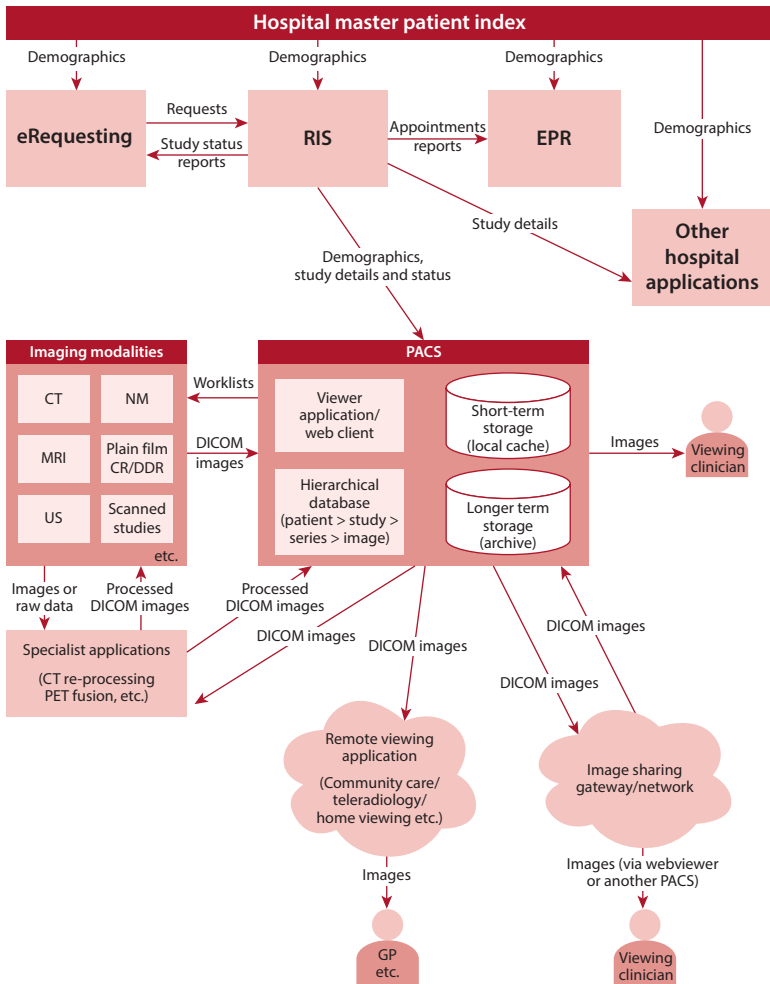 Hospital master patient index
Demographics
Demographics
Demographics
Demographics
eRequesting
Requests
Study status
reports
RIS
Appointments
reports
EPR
Study details
Other
hospital
applications
Demographics,
study details and status
Imaging modalities
CT
NM
MRI
Plain film
CR/DDR
US
Scanned
studies
etc.
Worklists
DICOM
images
PACS
Viewer
application/
web client
Short-term
storage
(local cache)
Hierarchical
database
(patient > study >
series > image)
Longer term
storage
(archive)
Images
Viewing
clinician
Images or
raw data
Processed
DICOM images
Processed
DICOM images
DICOM images
DICOM images
DICOM images
DICOM images
Specialist applications
(CT re-processing
PET fusion, etc.)
Remote viewing
application
(Community care/
teleradiology/
home viewing etc.)
Image sharing
gateway/network
Images
Images (via webviewer
or another PACS)
GP
etc.
Viewing
clinician